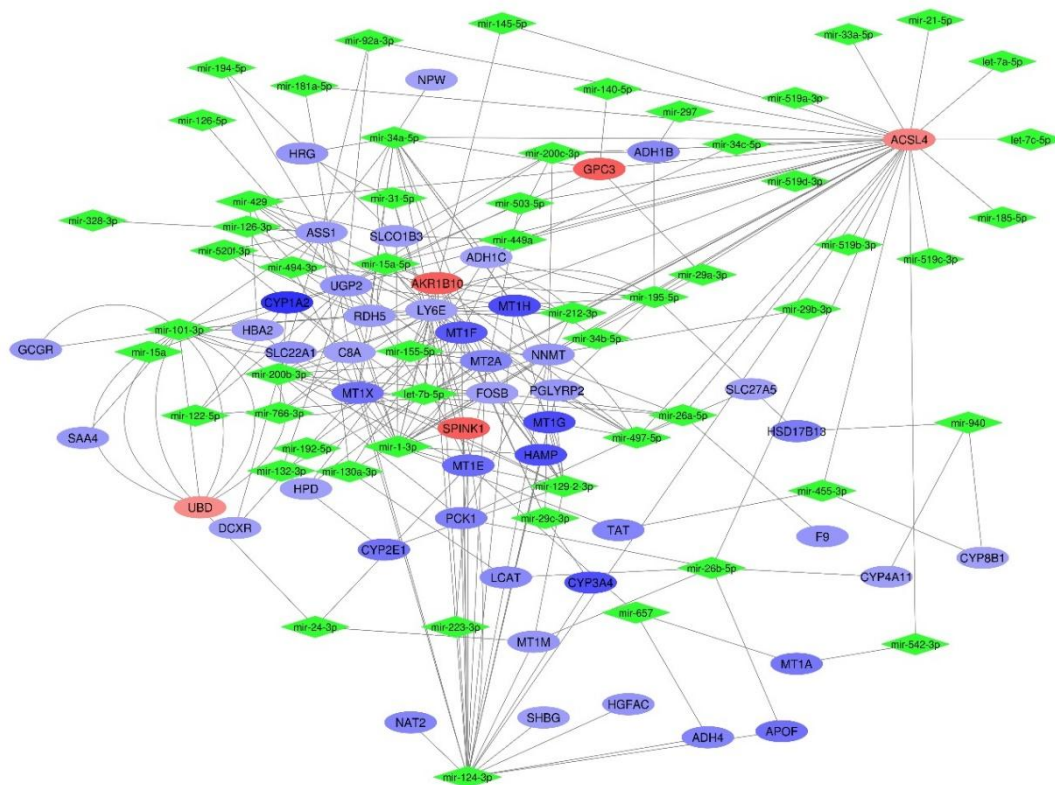 mir-145-5p
mir-21-5p
mir-33a-5p
mir-92a-3p
mir-194-5p
let-7a-5p
NPW
mir-181a-5p
mir-140-5p
mir-519a-3p
mir-297
mir-126-5p
mir-34a-5p
ACSL4
let-7c-5p
mir-34c-5p
HRG
mir-200c-3p
ADH1B
GPC3
mir-519d-3p
mir-31-5p
mir-429
mir-503-5p
mir-328-3p
mir-185-5p
mir-126-3p
ASS1
SLCO1B3
mir-449a
mir-519b-3p
mir-520f-3p
ADH1C
mir-519c-3p
mir-494-3p
mir-15a-5p
mir-29a-3p
UGP2
AKR1B10
mir-195-5p
CYP1A2
MT1H
mir-29b-3p
RDH5
LY6E
mir-212-3p
mir-101-3p
HBA2
MT1F
mir-34b-5p
GCGR
mir-15a
SLC22A1
C8A
mir-155-5p
MT2A
NNMT
mir-200b-3p
MT1X
let-7b-5p
FOSB
PGLYRP2
SLC27A5
mir-122-5p
mir-766-3p
mir-26a-5p
MT1G
SPINK1
HSD17B13
mir-940
SAA4
mir-192-5p
mir-1-3p
mir-497-5p
HAMP
mir-132-3p
mir-130a-3p
MT1E
HPD
mir-129-2-3p
mir-455-3p
UBD
DCXR
PCK1
mir-29c-3p
TAT
F9
CYP2E1
CYP8B1
LCAT
CYP3A4
mir-26b-5p
CYP4A11
mir-657
mir-24-3p
mir-223-3p
MT1M
mir-542-3p
MT1A
HGFAC
NAT2
SHBG
ADH4
APOF
mir-124-3p